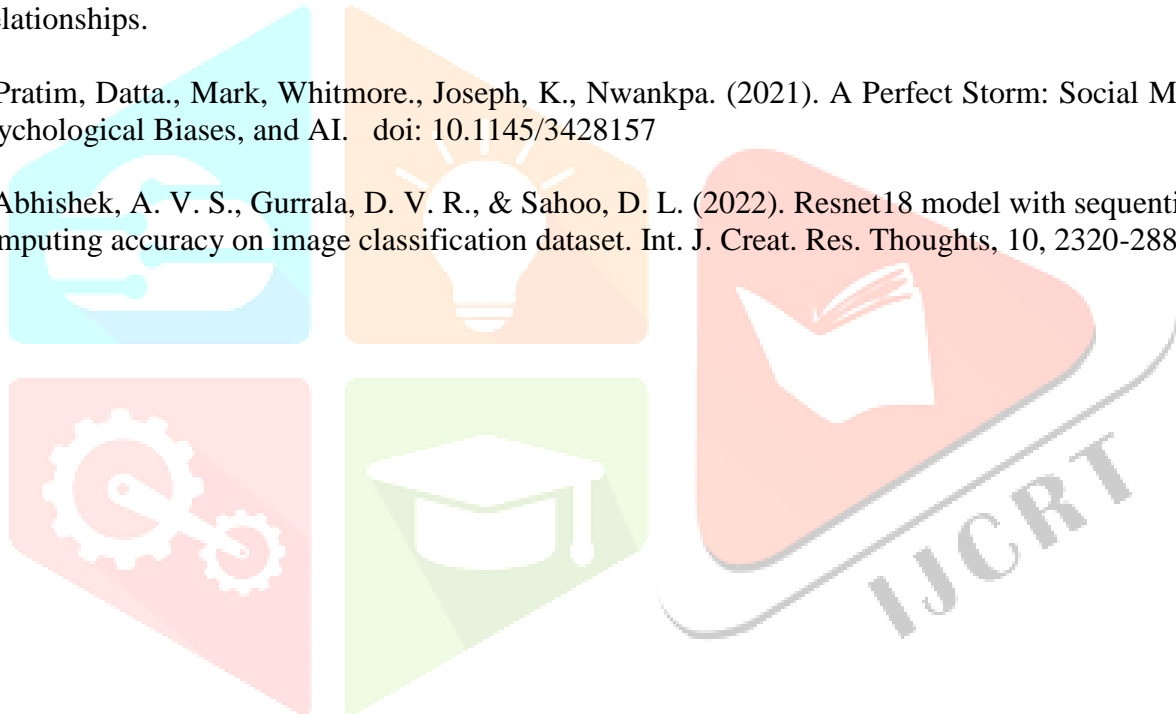 elationships.
Pratim, Datta., Mark, Whitmore., Joseph, K., Nwankpa. (2021). A Perfect Storm: Social M
ychological Biases, and AI. doi: 10.1145/3428157
Abhishek, A. V. S., Gurrala, D. V. R., & Sahoo, D. L. (2022). Resnet18 model with sequenti
mputing accuracy on image classification dataset. Int. J. Creat. Res. Thoughts, 10, 2320-288
IJCRT